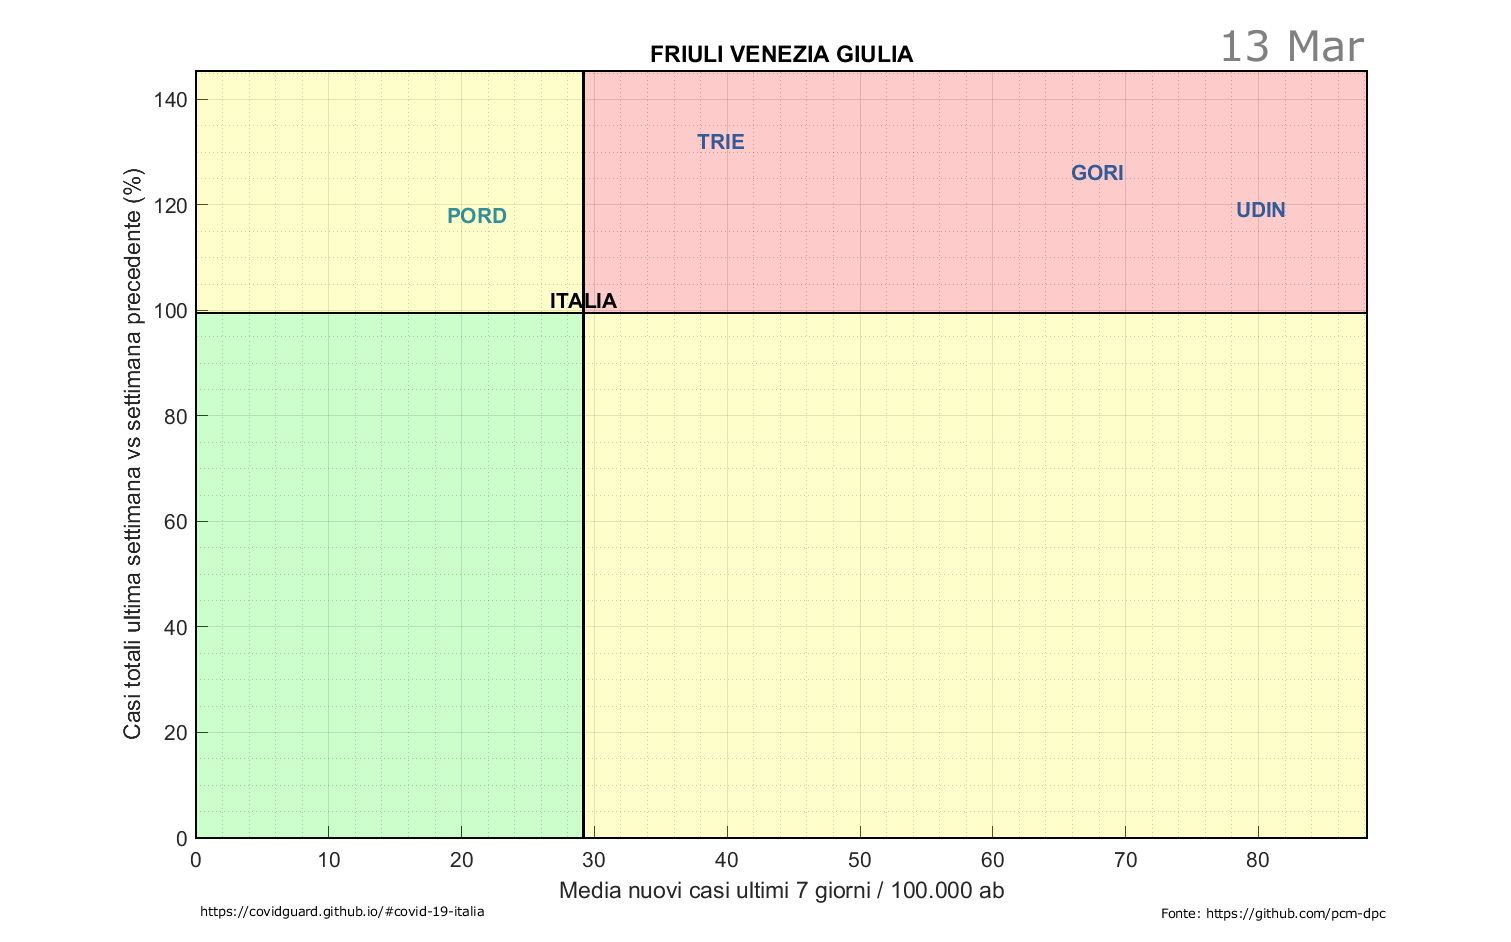 13 Mar
FRIULI VENEZIA GIULIA
Casi totali ultima settimana vs settimana precedente (%)
140
120
100
80
60
40
20
0
TRIE
GORI
UDIN
PORD
ITALIA
0 10 20 30 40 50 60 70 80
Media nuovi casi ultimi 7 giorni / 100.000 ab
https://covidguard.github.io/#covid-19-italia
Fonte: https://github.com/pcm-dpc